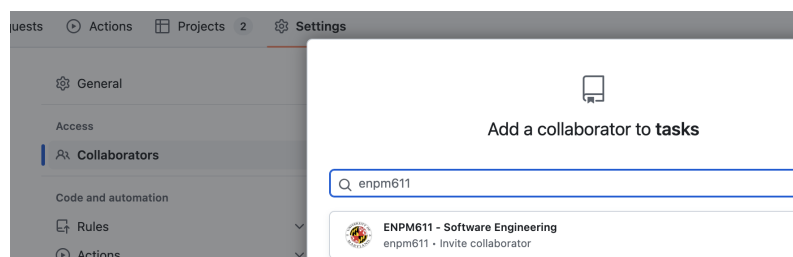 uests Actions Projects 2 Settings
General
Access
Collaborators
Code and automation
Rules
Actions
Add a collaborator to tasks
enpm611
ENPM611 - Software Engineering
enpm611 • Invite collaborator